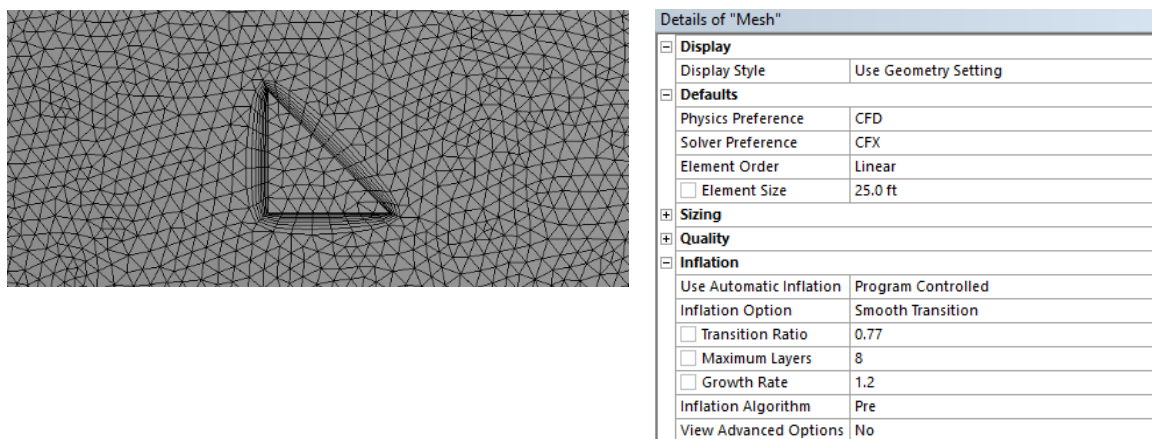 Details of "Mesh"
Display
Display Style Use Geometry Setting
Defaults
Physics Preference CFD
Solver Preference CFX
Element Order Linear
Element Size 25.0 ft
Sizing
Quality
Inflation
Use Automatic Inflation Program Controlled
Inflation Option Smooth Transition
Transition Ratio 0.77
Maximum Layers 8
Growth Rate 1.2
Inflation Algorithm Pre
View Advanced Options No